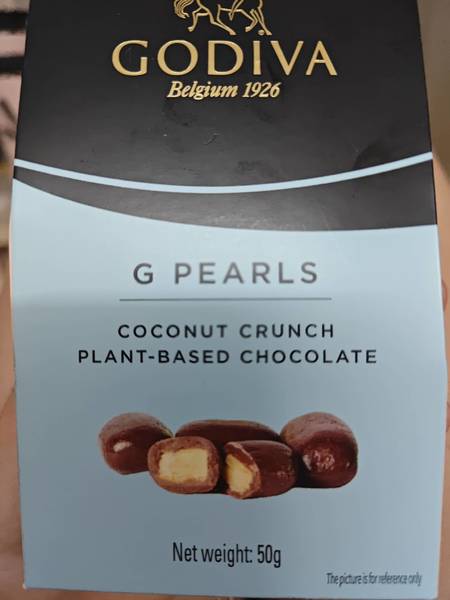 GODIVA
Belgium 1926
G PEARLS
COCONUT CRUNCH
PLANT-BASED CHOCOLATE
Net weight: 50g
The picture is for reference only